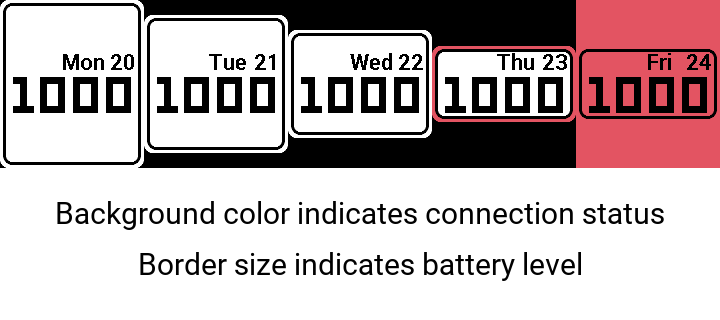 Mon 20 Tue 21 Wed 22 Thu 23 Fri 24
1000 1000 1000 1000 1000
Background color indicates connection status
Border size indicates battery level